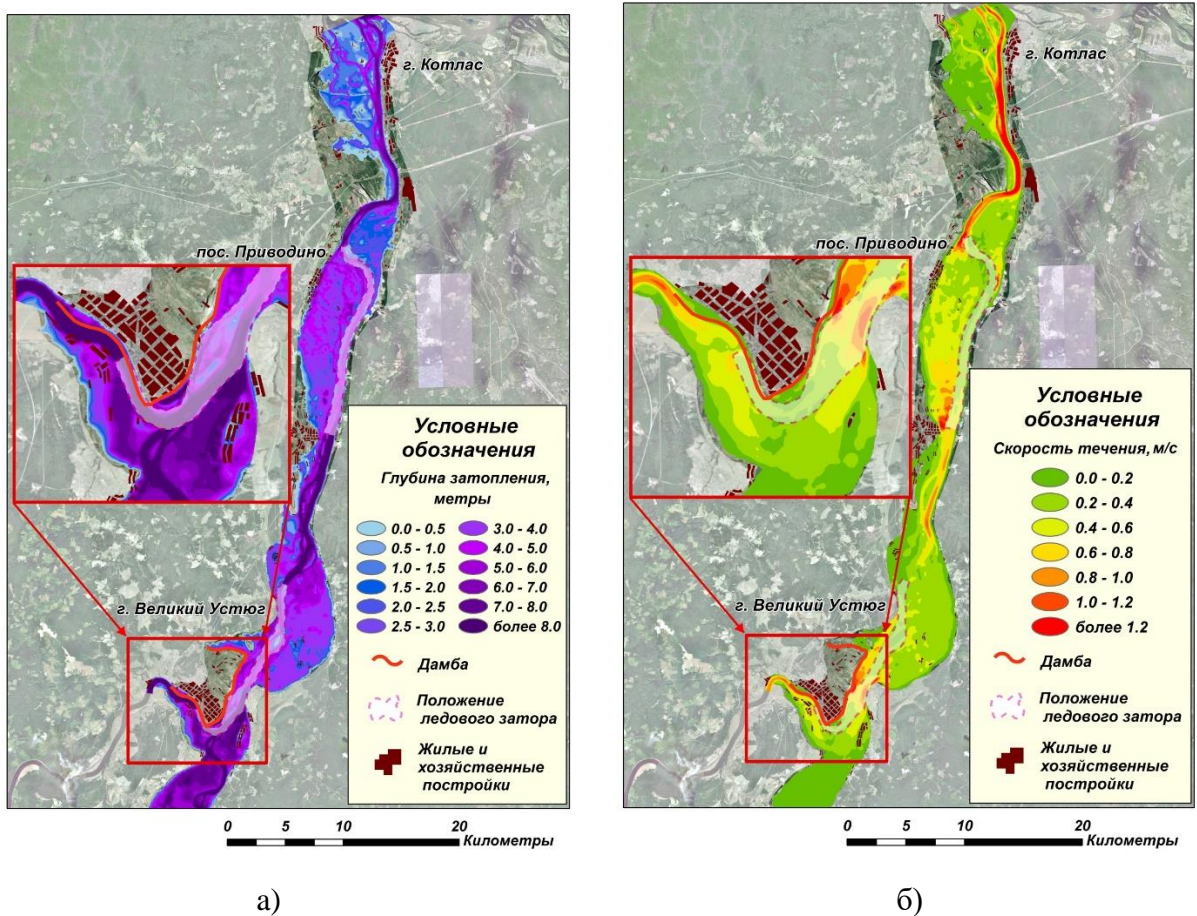 г. Котлас
пос. Приводино
г. Великий Устюг
Условные
обозначения
Глубина затопления,
метры
0.0 - 0.5
0.5 - 1.0
1.0 - 1.5
1.5 - 2.0
2.0 - 2.5
2.5 - 3.0
3.0 - 4.0
4.0 - 5.0
5.0 - 6.0
6.0 - 7.0
7.0 - 8.0
более 8.0
Дамба
Положение
ледового затора
Жилые и
хозяйственные
постройки
0 5 10 20
Километры
а)
г. Котлас
пос. Приводино
г. Великий Устюг
Условные
обозначения
Скорость течения, м/с
0.0 - 0.2
0.2 - 0.4
0.4 - 0.6
0.6 - 0.8
0.8 - 1.0
1.0 - 1.2
более 1.2
Дамба
Положение
ледового затора
Жилые и
хозяйственные
постройки
0 5 10 20
Километры
б)